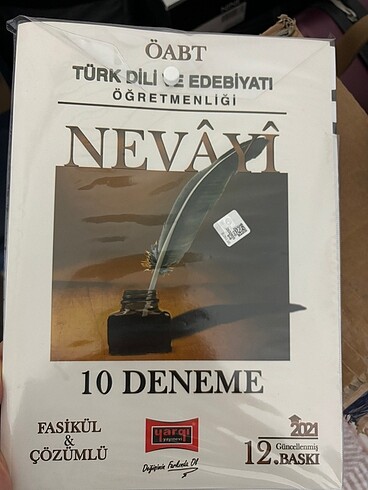 ÖABT
TÜRK DİLİ VE EDEBİYATI
ÖĞRETMENLİĞİ
NEVÂYÎ
10 DENEME
FASİKÜL
&
ÇÖZÜMLÜ
yargı
Değişimin Farkında Ol
2021
Güncellenmiş
12.BASKI